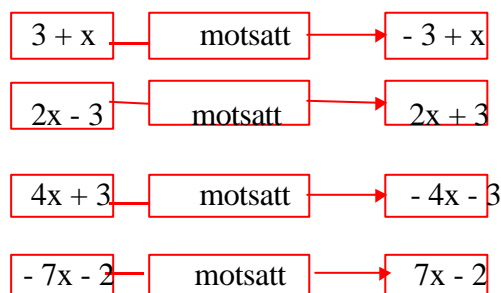 3 + x motsatt - 3 + x
2x - 3 motsatt 2x + 3
4x + 3 motsatt - 4x - 3
- 7x - 2 motsatt 7x - 2